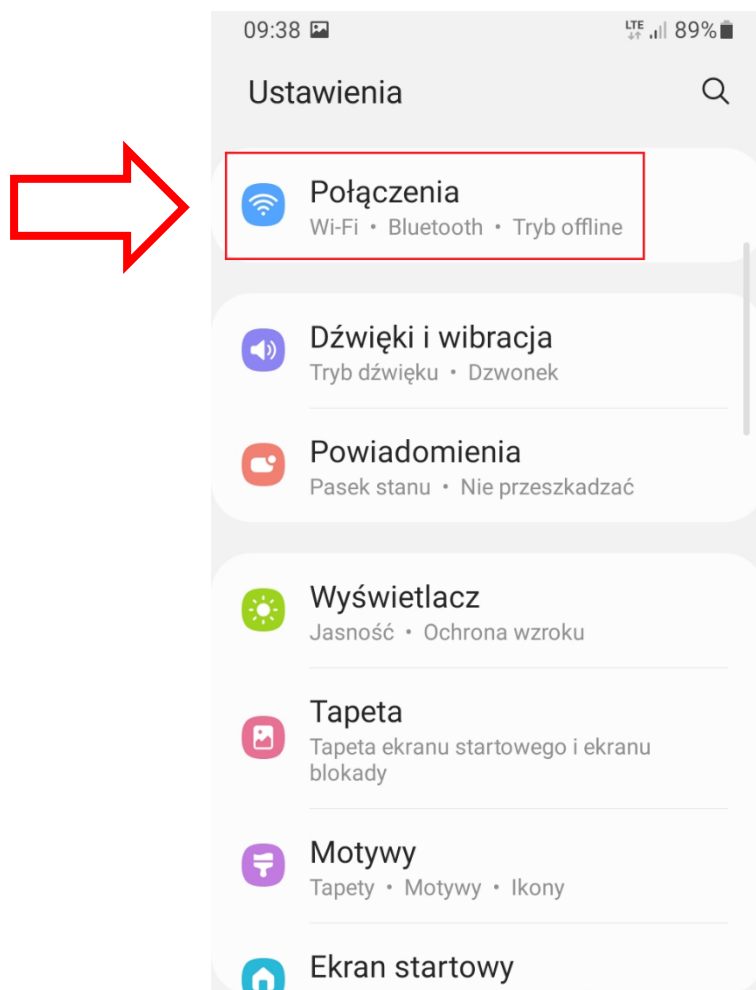 09:38 LTE 89%
Ustawienia
Połączenia
Wi-Fi • Bluetooth • Tryb offline
Dźwięki i wibracja
Tryb dźwięku • Dzwonek
Powiadomienia
Pasek stanu • Nie przeszkadzać
Wyświetlacz
Jasność • Ochrona wzroku
Tapeta
Tapeta ekranu startowego i ekranu
blokady
Motywy
Tapety • Motywy • Ikony
Ekran startowy